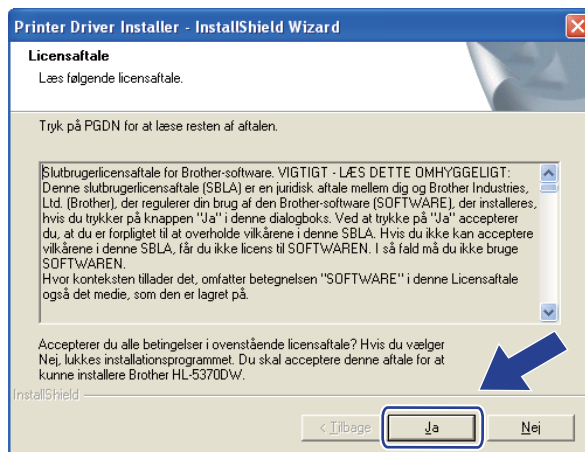 Printer Driver Installer - InstallShield Wizard
Licensaftale
Læs følgende licensaftale.
Tryk på PGDN for at læse resten af aftalen.
Slutbrugerlicensaftale for Brother-software. VIGTIGT - LÆS DETTE OMHYGGELIGT:
Denne slutbrugerlicensaftale (SBLA) er en juridisk aftale mellem dig og Brother Industries,
Ltd. (Brother), der regulerer din brug af den Brother-software (SOFTWARE), der installeres,
hvis du trykker på knappen "Ja" i denne dialogboks. Ved at trykke på "Ja" accepterer
du, at du er forpligtet til at overholde vilkårene i denne SBLA. Hvis du ikke kan acceptere
vilkårene i denne SBLA, får du ikke licens til SOFTWAREN. I så fald må du ikke bruge
SOFTWAREN.
Hvor konteksten tillader det, omfatter betegnelsen "SOFTWARE" i denne Licensaftale
også det medie, som den er lagret på.
Accepterer du alle betingelser i ovenstående licensaftale? Hvis du vælger
Nej, lukkes installationsprogrammet. Du skal acceptere denne aftale for at
kunne installere Brother HL-5370DW.
InstallShield
< Tilbage
Ja
Nej